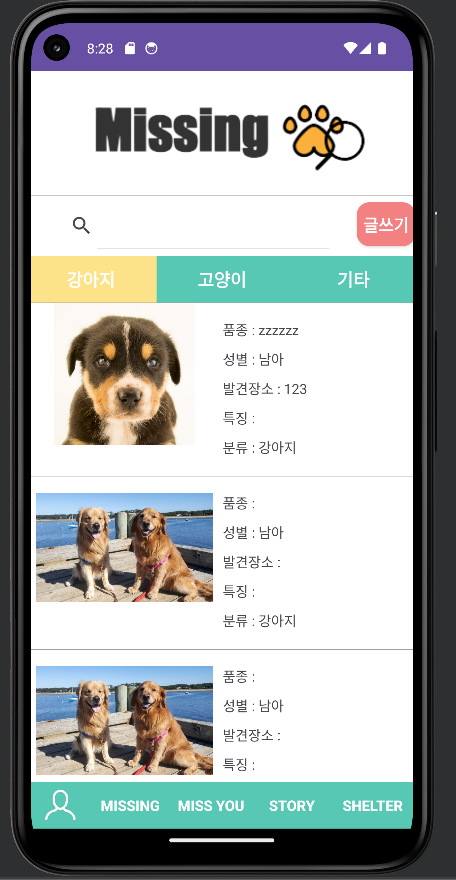 8:28
Missing
글쓰기
강아지 고양이 기타
품종 : zzzzzz
성별 : 남아
발견장소 : 123
특징 :
분류 : 강아지
품종 :
성별 : 남아
발견장소 :
특징 :
분류 : 강아지
품종 :
성별 : 남아
발견장소 :
특징 :
MISSING MISS YOU STORY SHELTER